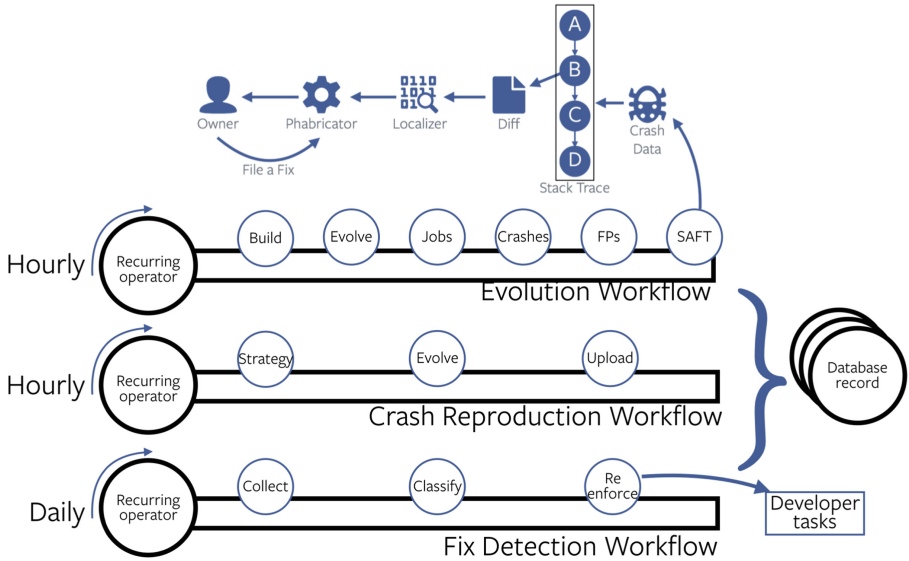 A
B
C
D
0110
1011
Owner
Phabricator
Localizer
Diff
Crash
Data
File a Fix
Stack Trace
Hourly
Recurring
operator
Build
Evolve
Jobs
Crashes
FPs
SAFT
Evolution Workflow
Hourly
Recurring
operator
Strategy
Evolve
Upload
Crash Reproduction Workflow
Database
record
Daily
Recurring
operator
Collect
Classify
Re
enforce
Fix Detection Workflow
Developer
tasks